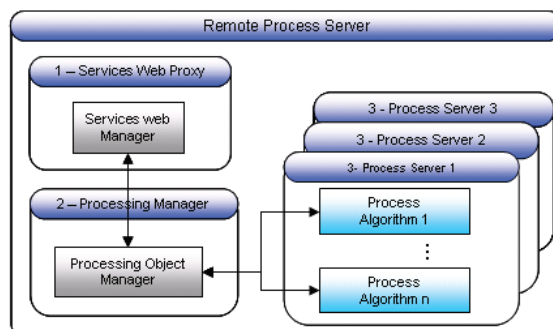 Remote Process Server
1 – Services Web Proxy
Services web
Manager
2 – Processing Manager
Processing Object
Manager
3 - Process Server 3
3 - Process Server 2
3- Process Server 1
Process
Algorithm 1
⋮
Process
Algorithm n